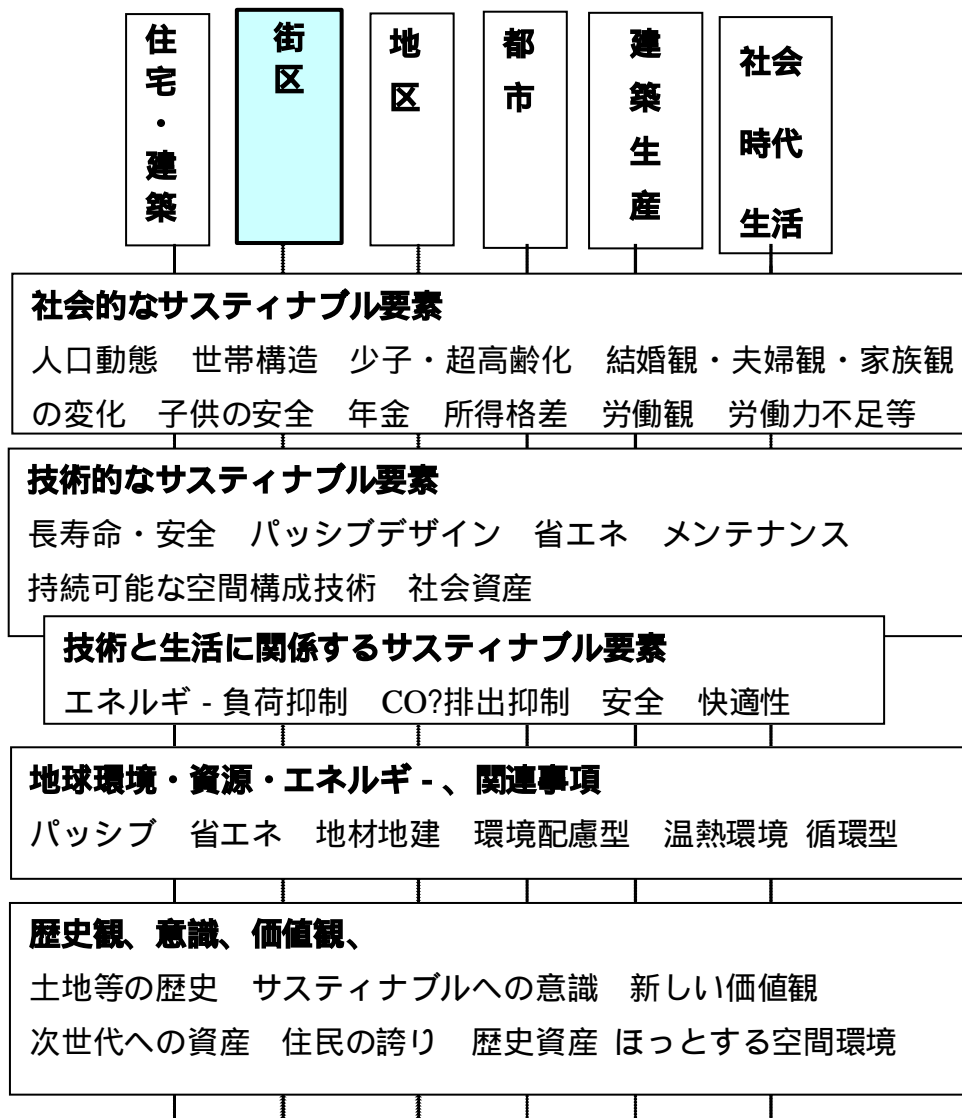 住宅・建築
街区
地区
都市
建築生産
社会
時代
生活
社会的なサスティナブル要素
人口動態　世帯構造　少子・超高齢化　結婚観・夫婦観・家族観
の変化　子供の安全　年金　所得格差　労働観　労働力不足等
技術的なサスティナブル要素
長寿命・安全　パッシブデザイン　省エネ　メンテナンス
持続可能な空間構成技術　社会資産
技術と生活に関係するサスティナブル要素
エネルギ - 負荷抑制　CO?排出抑制　安全　快適性
地球環境・資源・エネルギ - 、関連事項
パッシブ　省エネ　地材地建　環境配慮型　温熱環境 循環型
歴史観、意識、価値観、
土地等の歴史　サスティナブルへの意識　新しい価値観
次世代への資産　住民の誇り　歴史資産 ほっとする空間環境